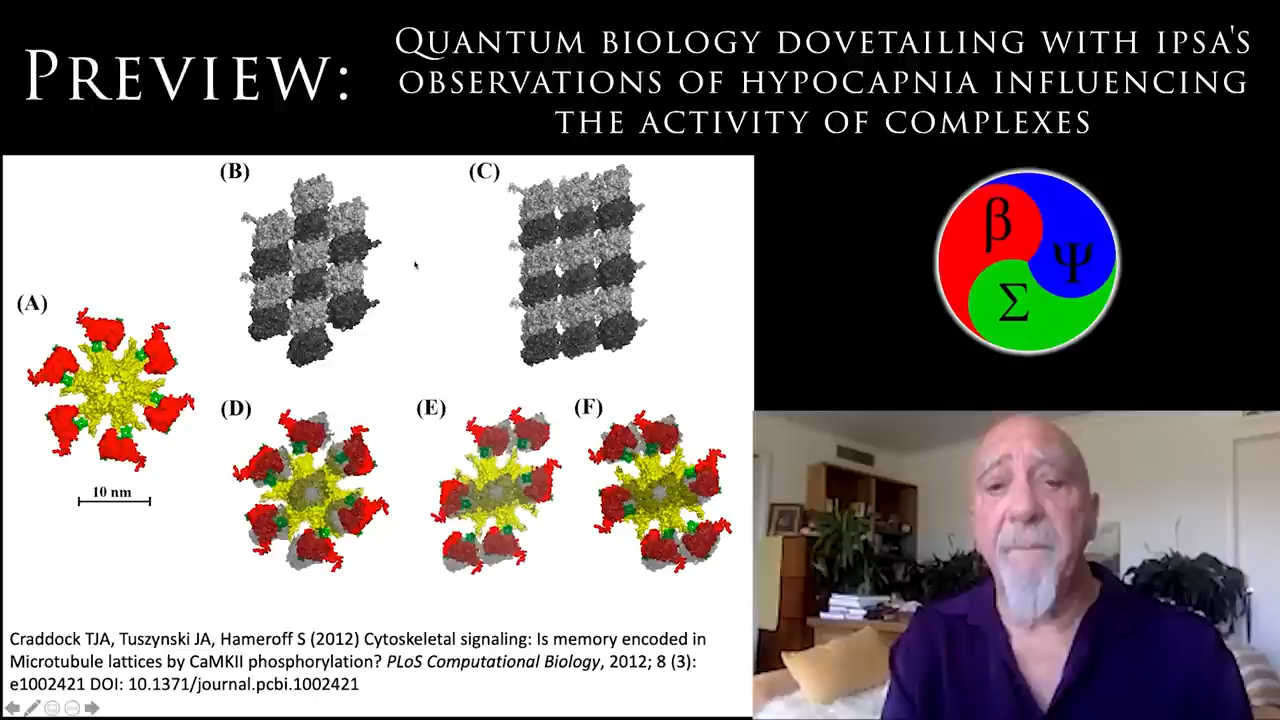 PREVIEW:
QUANTUM BIOLOGY DOVETAILING WITH IPSA'S
OBSERVATIONS OF HYPOCAPNIA INFLUENCING
THE ACTIVITY OF COMPLEXES
(A)
(B)
(C)
β
Ψ
Σ
10 nm
(D)
(E)
(F)
Craddock TJA, Tuszynski JA, Hameroff S (2012) Cytoskeletal signaling: Is memory encoded in
Microtubule lattices by CaMKII phosphorylation? PLoS Computational Biology, 2012; 8 (3):
e1002421 DOI: 10.1371/journal.pcbi.1002421